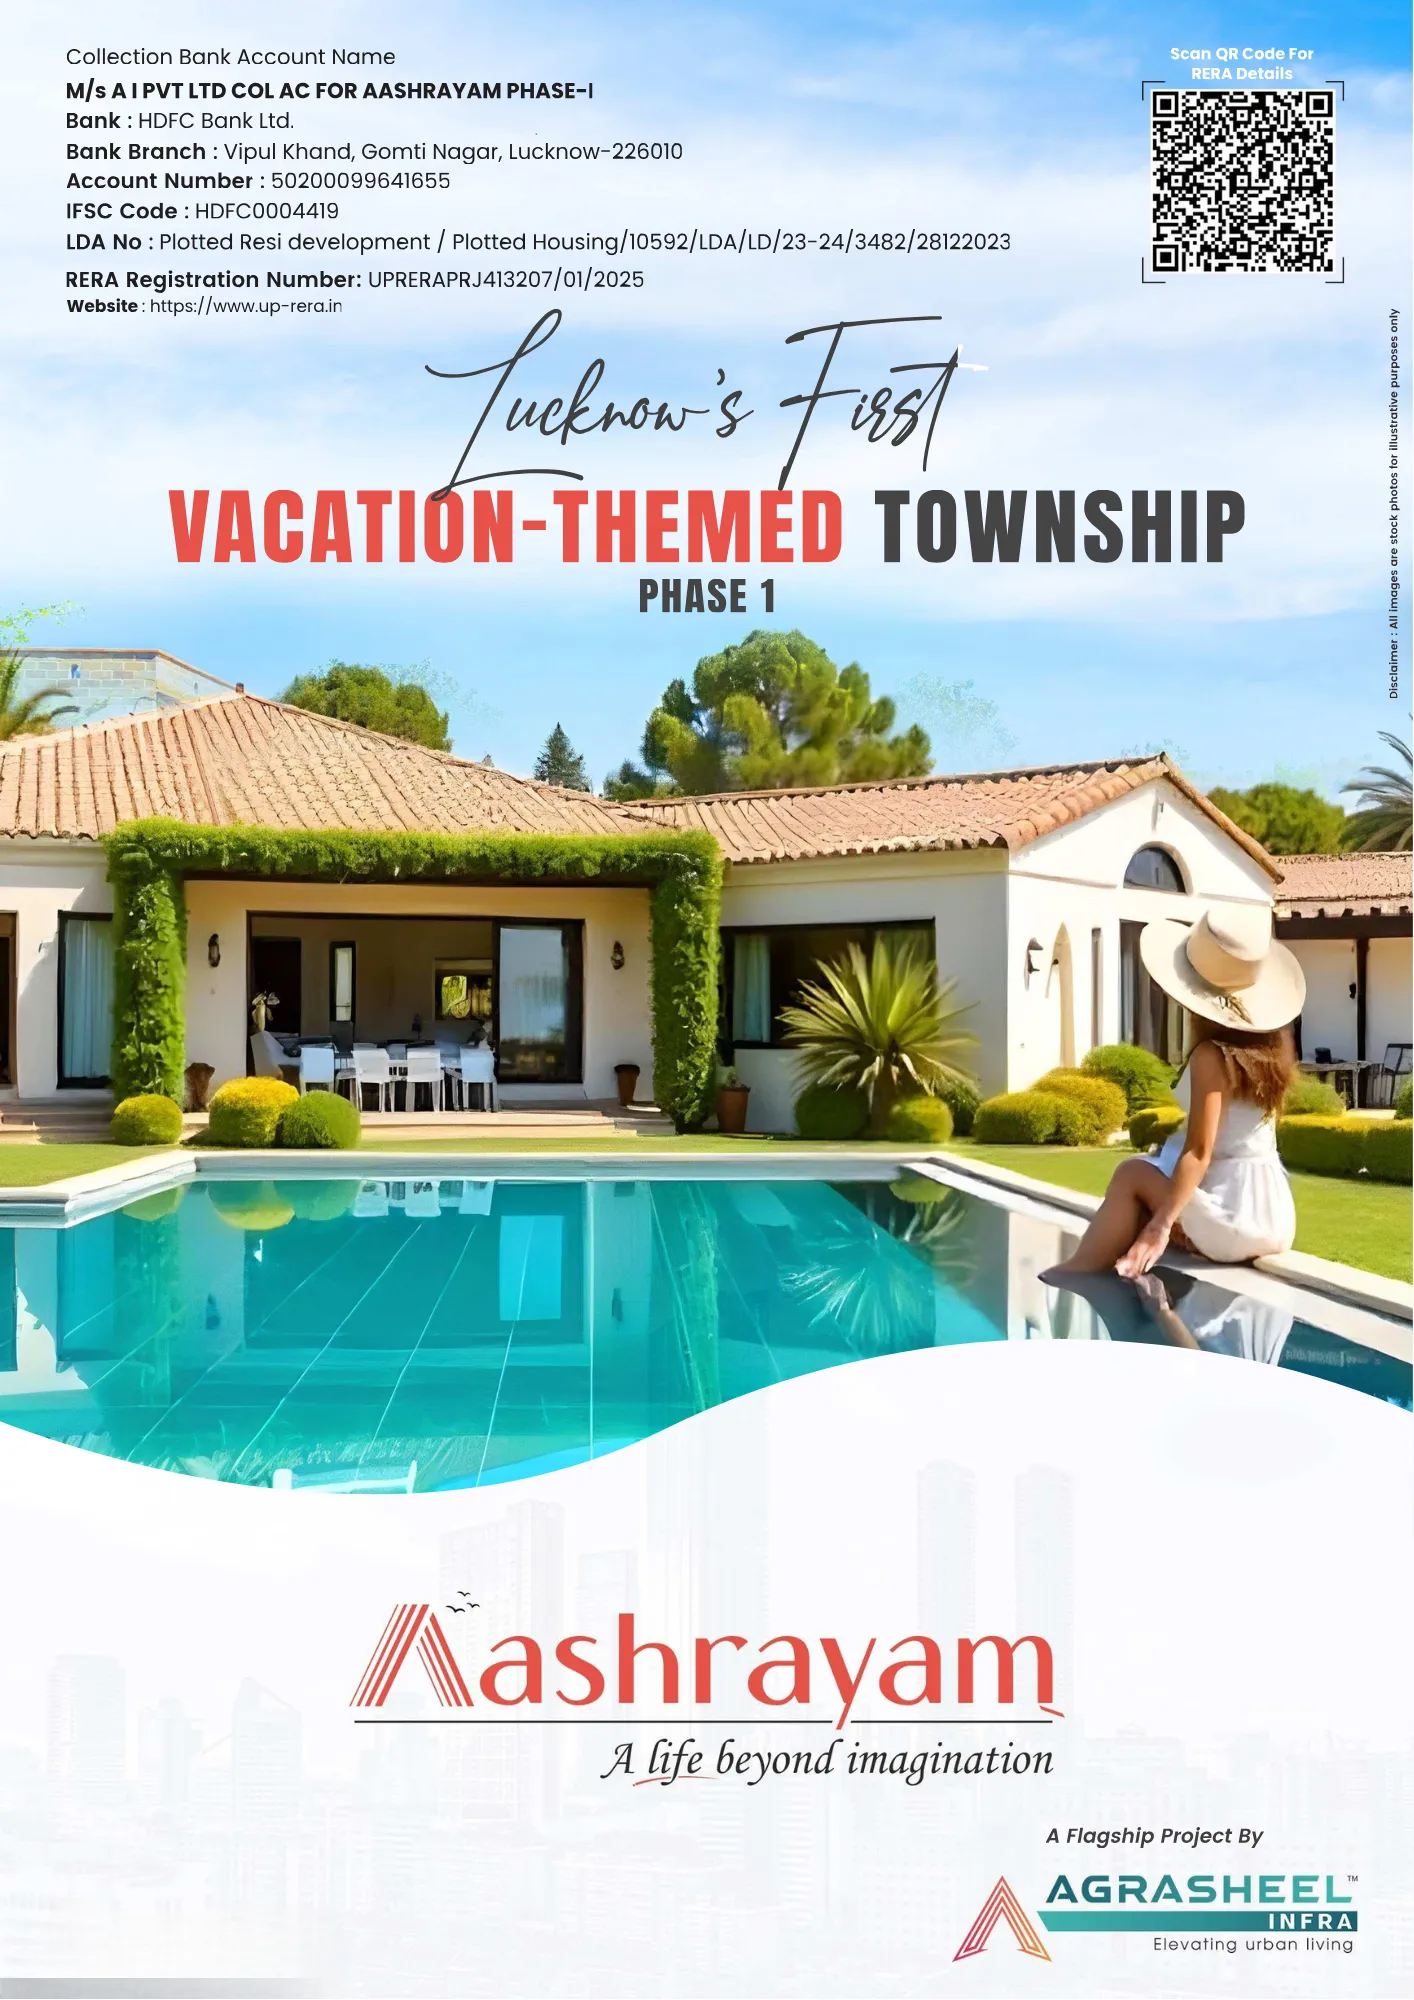 Collection Bank Account Name
M/s A I PVT LTD COL AC FOR AASHRAYAM PHASE-I
Bank : HDFC Bank Ltd.
Bank Branch : Vipul Khand, Gomti Nagar, Lucknow-226010
Account Number : 50200099641655
IFSC Code : HDFC0004419
LDA No : Plotted Resi development / Plotted Housing/10592/LDA/LD/23-24/3482/28122023
RERA Registration Number: UPRERAPRJ413207/01/2025
Website : https://www.up-rera.in
Scan QR Code For
RERA Details
Disclaimer : All images are stock photos for illustrative purposes only
Lucknow's First
VACATION-THEMED TOWNSHIP
PHASE 1
Aashrayam
A life beyond imagination
A Flagship Project By
AGRASHEEL™
INFRA
Elevating urban living